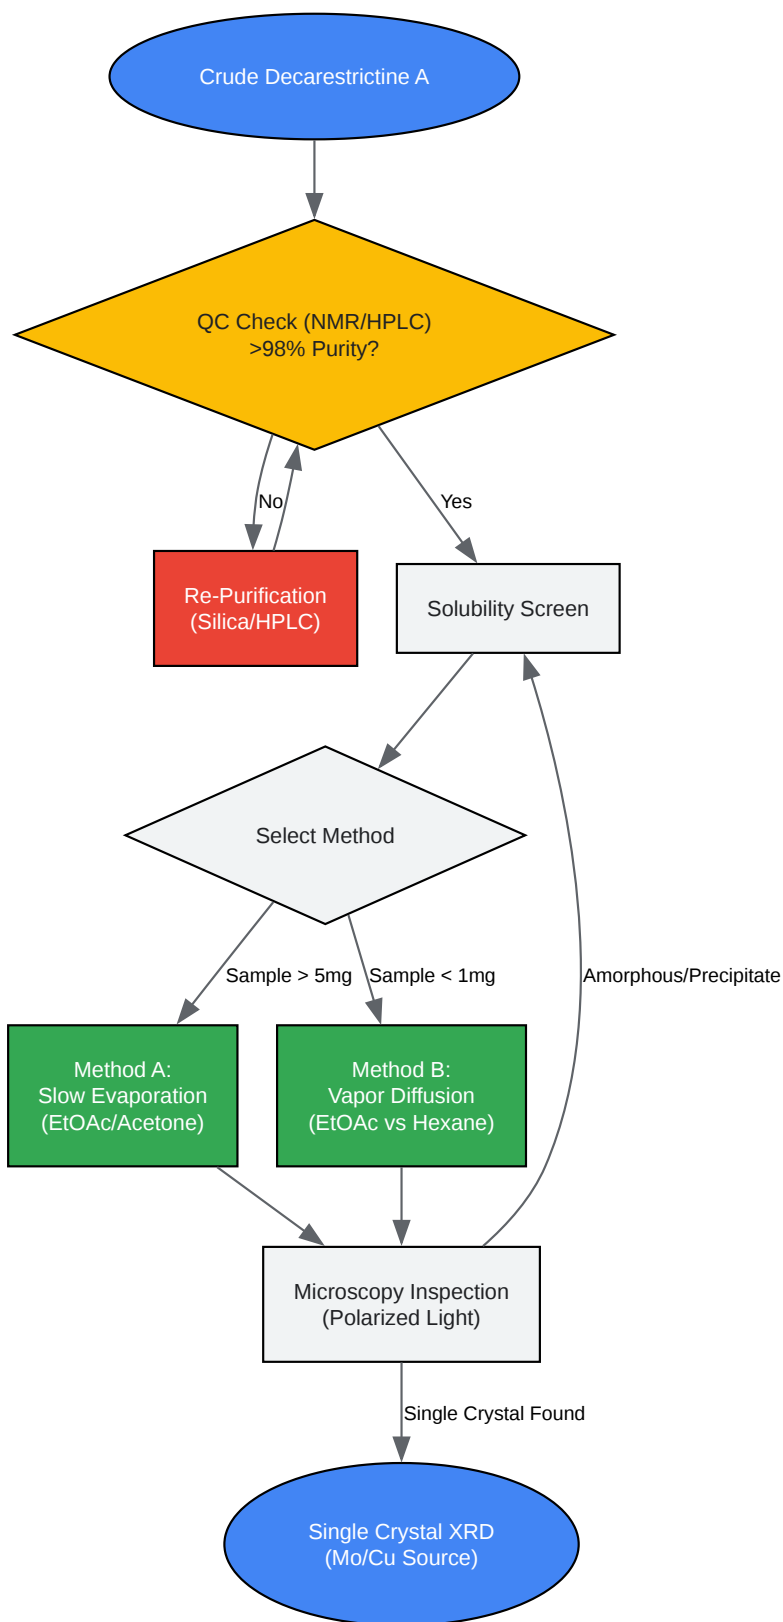 Crude Decarestrictine A
QC Check (NMR/HPLC)
>98% Purity?
No
Yes
Re-Purification
(Silica/HPLC)
Solubility Screen
Select Method
Sample > 5mg
Sample < 1mg
Amorphous/Precipitate
Method A:
Slow Evaporation
(EtOAc/Acetone)
Method B:
Vapor Diffusion
(EtOAc vs Hexane)
Microscopy Inspection
(Polarized Light)
Single Crystal Found
Single Crystal XRD
(Mo/Cu Source)